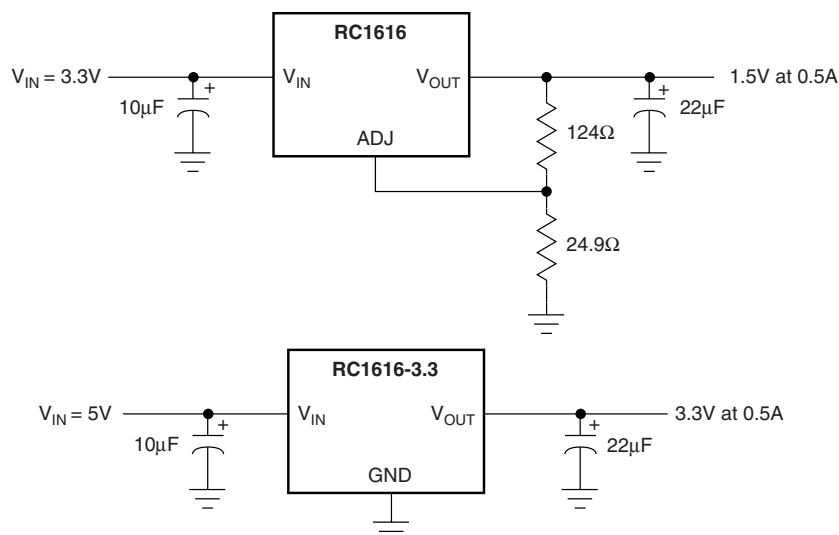 RC1616
V_IN = 3.3V
V_IN
V_OUT
1.5V at 0.5A
+
10μF
+
22μF
124Ω
ADJ
24.9Ω
RC1616-3.3
V_IN = 5V
V_IN
V_OUT
3.3V at 0.5A
+
10μF
+
22μF
GND